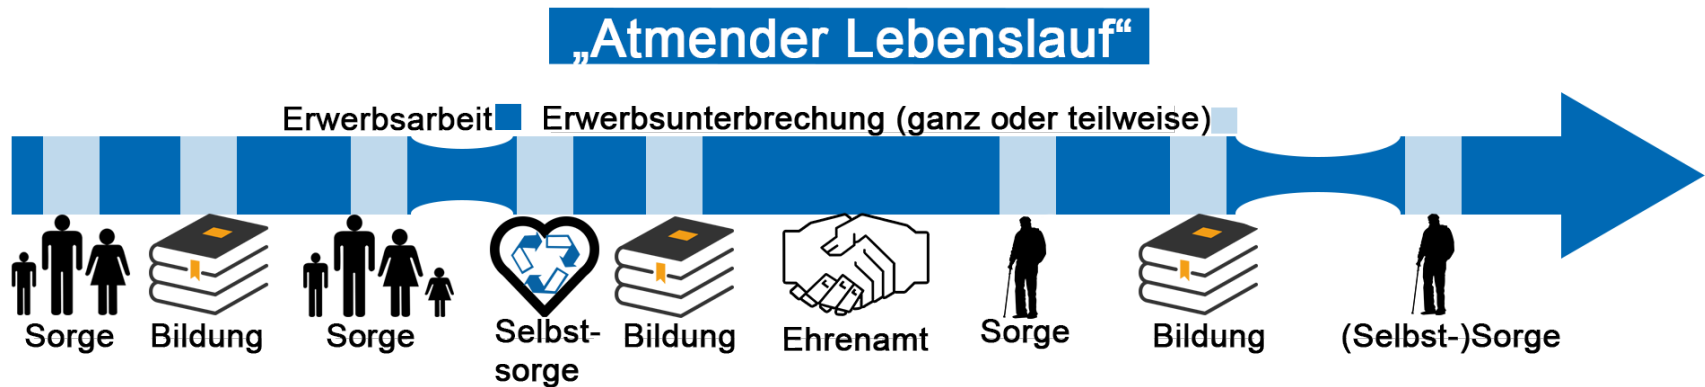 „Atmender Lebenslauf“
Erwerbsarbeit Erwerbsunterbrechung (ganz oder teilweise)
Sorge Bildung Sorge Selbst- Bildung Ehrenamt Sorge Bildung (Selbst-)Sorge
sorge